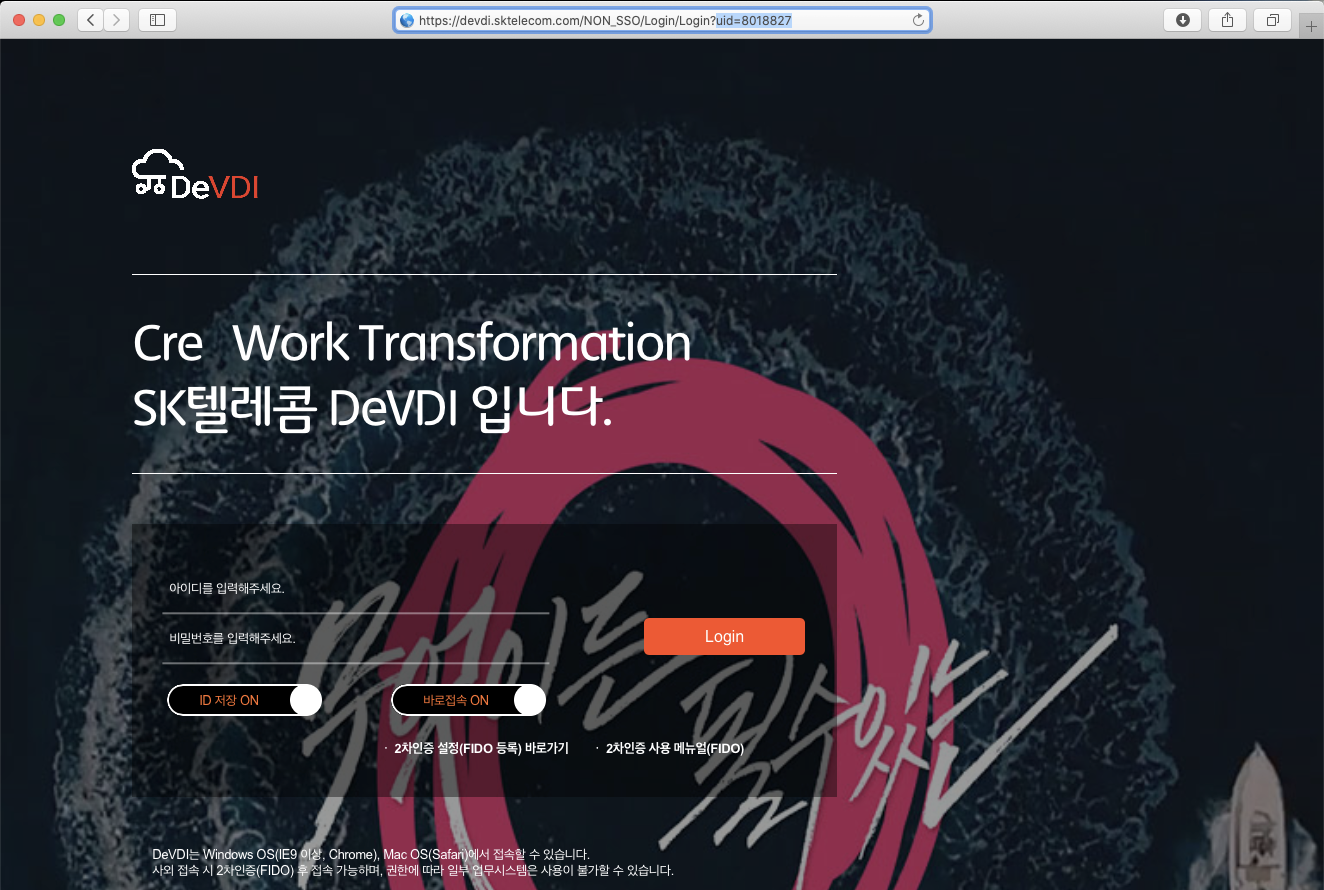 https://devdi.sktelecom.com/NON_SSO/Login/Login?uid=8018827
DeVDI
Cre Work Transformation
SK텔레콤 DeVDI 입니다.
무엇이든
할 수 있는
아이디를 입력해주세요.
비밀번호를 입력해주세요.
Login
ID 저장 ON
바로접속 ON
· 2차인증 설정(FIDO 등록) 바로가기 · 2차인증 사용 메뉴얼(FIDO)
DeVDI는 Windows OS(IE9 이상, Chrome), Mac OS(Safari)에서 접속할 수 있습니다.
사외 접속 시 2차인증(FIDO) 후 접속 가능하며, 권한에 따라 일부 업무시스템은 사용이 불가할 수 있습니다.